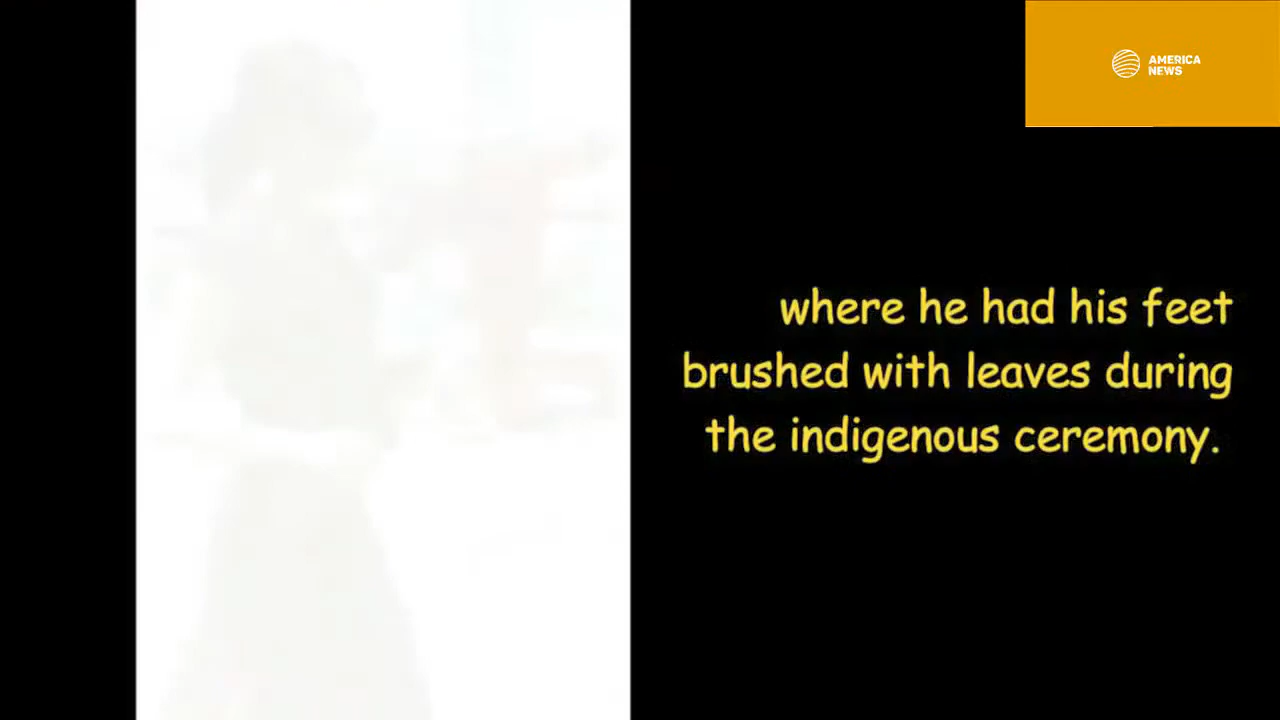 AMERICA
NEWS
where he had his feet
brushed with leaves during
the indigenous ceremony.